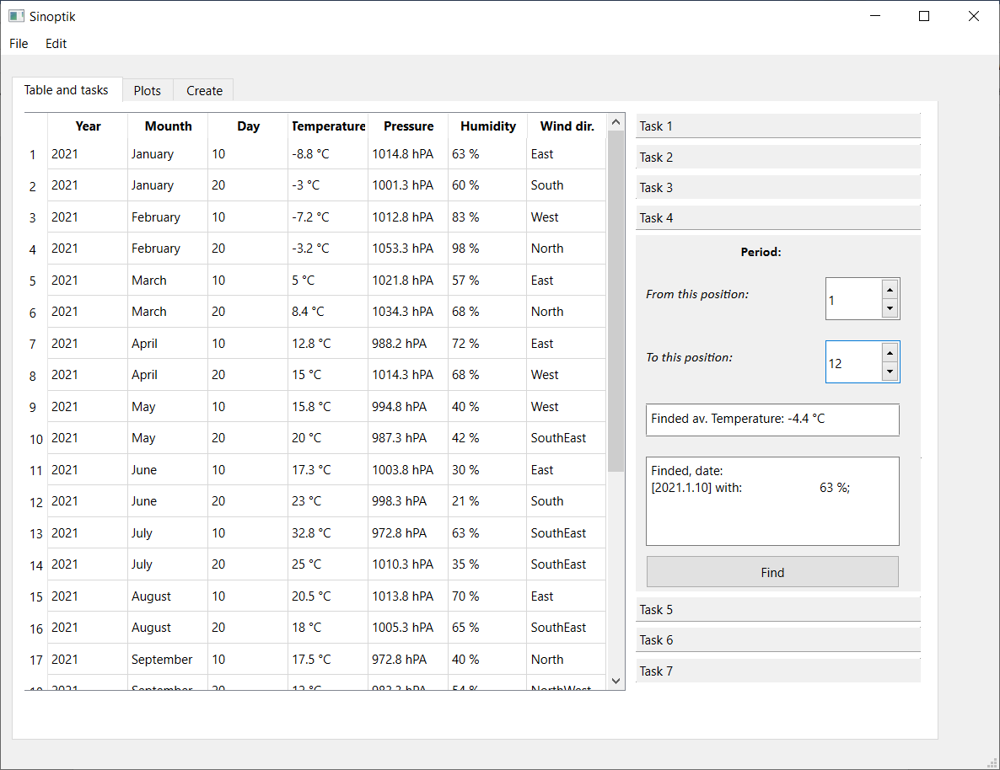 Sinoptik
File Edit
Table and tasks Plots Create
Year Mounth Day Temperature Pressure Humidity Wind dir.
1 2021 January 10 -8.8 °C 1014.8 hPA 63 % East
2 2021 January 20 -3 °C 1001.3 hPA 60 % South
3 2021 February 10 -7.2 °C 1012.8 hPA 83 % West
4 2021 February 20 -3.2 °C 1053.3 hPA 98 % North
5 2021 March 10 5 °C 1021.8 hPA 57 % East
6 2021 March 20 8.4 °C 1034.3 hPA 68 % North
7 2021 April 10 12.8 °C 988.2 hPA 72 % East
8 2021 April 20 15 °C 1014.3 hPA 68 % West
9 2021 May 10 15.8 °C 994.8 hPA 40 % West
10 2021 May 20 20 °C 987.3 hPA 42 % SouthEast
11 2021 June 10 17.3 °C 1003.8 hPA 30 % East
12 2021 June 20 23 °C 998.3 hPA 21 % South
13 2021 July 10 32.8 °C 972.8 hPA 63 % SouthEast
14 2021 July 20 25 °C 1010.3 hPA 35 % SouthEast
15 2021 August 10 20.5 °C 1013.8 hPA 70 % East
16 2021 August 20 18 °C 1005.3 hPA 65 % SouthEast
17 2021 September 10 17.5 °C 972.8 hPA 40 % North
2021 September 20 NorthWest
Task 1
Task 2
Task 3
Task 4
Period:
From this position: 1
To this position: 12
Finded av. Temperature: -4.4 °C
Finded, date:
[2021.1.10] with: 63 %;
Find
Task 5
Task 6
Task 7